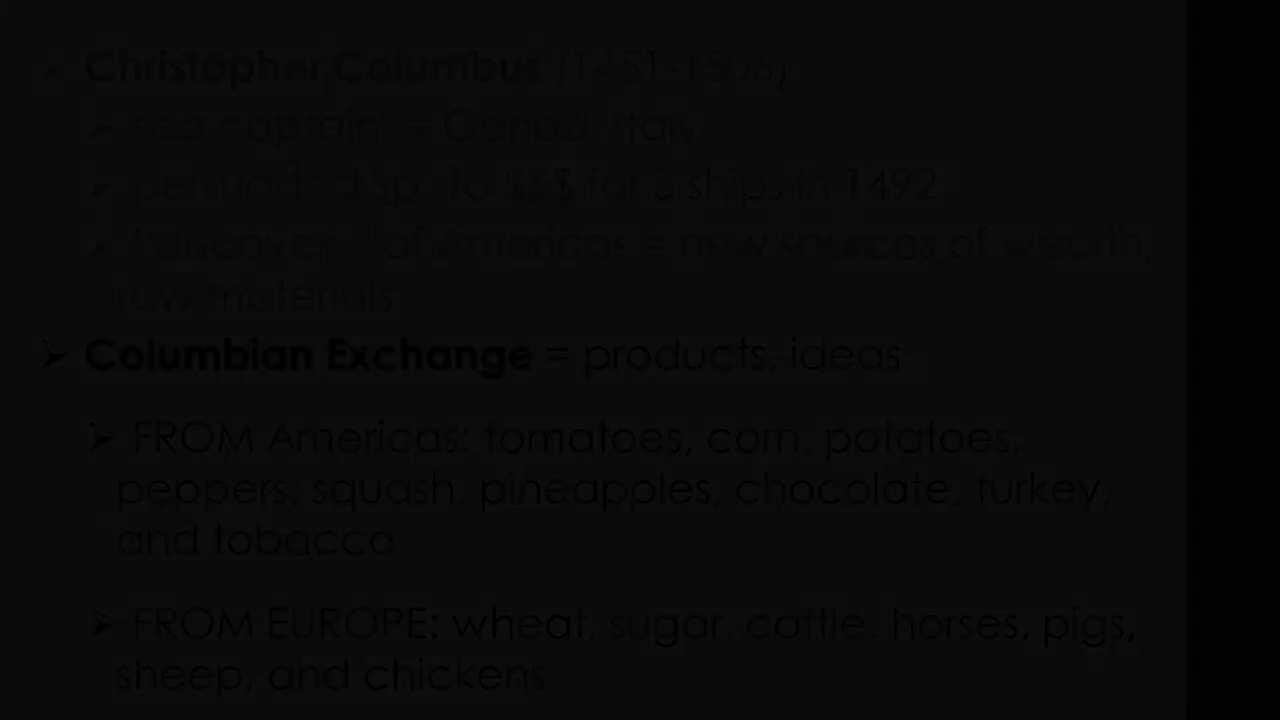 ➢ Christopher Columbus (1451-1506)
➢ sea captain – Genoa, Italy
➢ persuaded Sp. To $$$ for 3 ships in 1492
➢ "discovery" of Americas = new sources of wealth,
raw materials
➢ Columbian Exchange = products, ideas
➢ FROM Americas: tomatoes, corn, potatoes,
peppers, squash, pineapples, chocolate, turkey,
and tobacco
➢ FROM EUROPE: wheat, sugar, cattle, horses, pigs,
sheep, and chickens